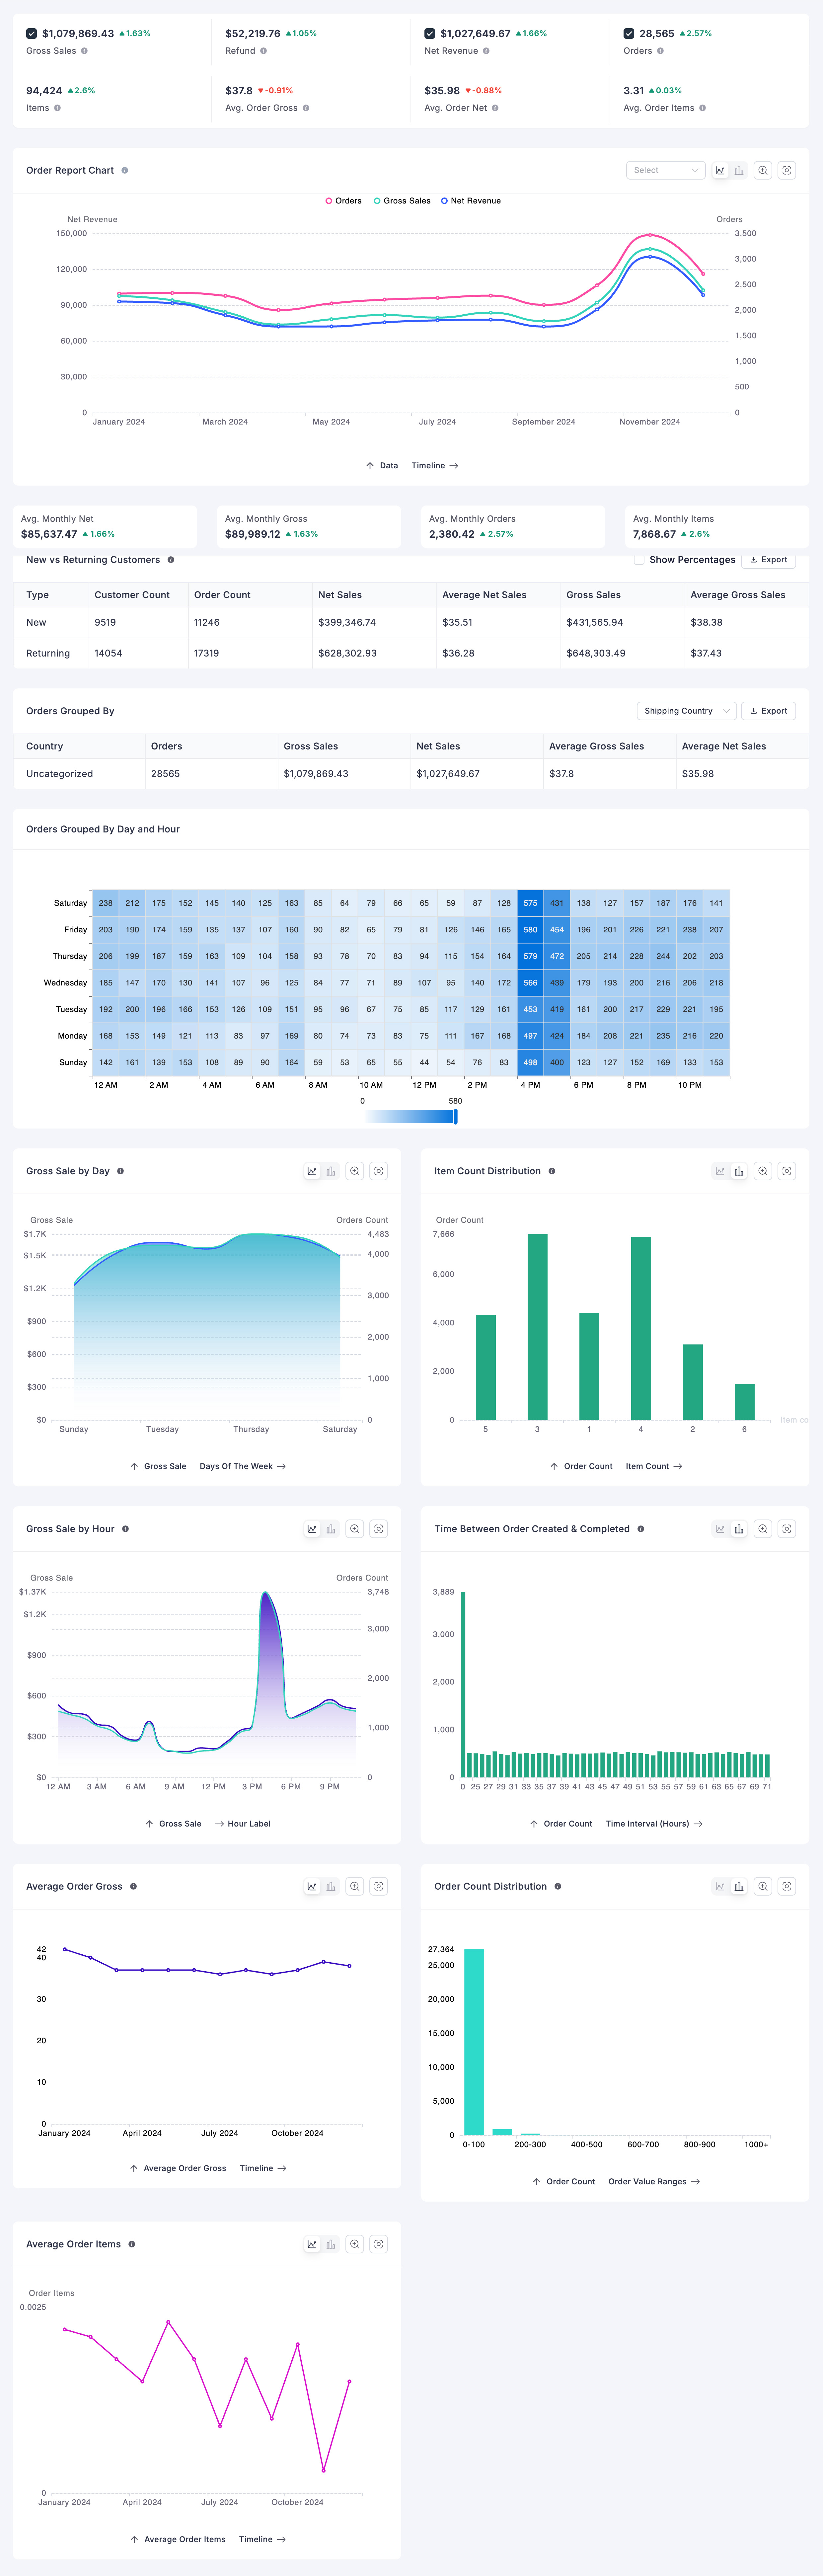 $1,079,869.43 ▲1.63% $52,219.76 ▲1.05% $1,027,649.67 ▲1.66% 28,565 ▲2.57%
Gross Sales Refund Net Revenue Orders
94,424 ▲2.6% $37.8 ▼-0.91% $35.98 ▼-0.88% 3.31 ▲0.03%
Items Avg. Order Gross Avg. Order Net Avg. Order Items
Order Report Chart Select
Orders Gross Sales Net Revenue
Net Revenue Orders
150,000 3,500
3,000
120,000
2,500
90,000 2,000
60,000 1,500
1,000
30,000
500
0 0
January 2024 March 2024 May 2024 July 2024 September 2024 November 2024
↑ Data Timeline →
Avg. Monthly Net Avg. Monthly Gross Avg. Monthly Orders Avg. Monthly Items
$85,637.47 ▲1.66% $89,989.12 ▲1.63% 2,380.42 ▲2.57% 7,868.67 ▲2.6%
New vs Returning Customers Show Percentages Export
Type Customer Count Order Count Net Sales Average Net Sales Gross Sales Average Gross Sales
New 9519 11246 $399,346.74 $35.51 $431,565.94 $38.38
Returning 14054 17319 $628,302.93 $36.28 $648,303.49 $37.43
Orders Grouped By Shipping Country Export
Country Orders Gross Sales Net Sales Average Gross Sales Average Net Sales
Uncategorized 28565 $1,079,869.43 $1,027,649.67 $37.8 $35.98
Orders Grouped By Day and Hour
Saturday 238 212 175 152 145 140 125 163 85 64 79 66 65 59 87 128 575 431 138 127 157 187 176 141
Friday 203 190 174 159 135 137 107 160 90 82 65 79 81 126 146 165 580 454 196 201 226 221 238 207
Thursday 206 199 187 159 163 109 104 158 93 78 70 83 94 115 154 164 579 472 205 214 228 244 202 203
Wednesday 185 147 170 130 141 107 96 125 84 77 71 89 107 95 140 172 566 439 179 193 200 216 206 218
Tuesday 192 200 196 166 153 126 109 151 95 96 67 75 85 117 129 161 453 419 161 200 217 229 221 195
Monday 168 153 149 121 113 83 97 169 80 74 73 83 75 111 167 168 497 424 184 208 221 235 216 220
Sunday 142 161 139 153 108 89 90 164 59 53 65 55 44 54 76 83 498 400 123 127 152 169 133 153
12 AM 2 AM 4 AM 6 AM 8 AM 10 AM 12 PM 2 PM 4 PM 6 PM 8 PM 10 PM
0 580
Gross Sale by Day
Gross Sale Orders Count
$1.7K 4,483
$1.5K 4,000
$1.2K
3,000
$900
2,000
$600
1,000
$300
$0 0
Sunday Tuesday Thursday Saturday
↑ Gross Sale Days Of The Week →
Item Count Distribution
Order Count
7,666
6,000
4,000
2,000
0 Item co
5 3 1 4 2 6
↑ Order Count Item Count →
Gross Sale by Hour
Gross Sale Orders Count
$1.37K 3,748
$1.2K
3,000
$900
2,000
$600
1,000
$300
$0 0
12 AM 3 AM 6 AM 9 AM 12 PM 3 PM 6 PM 9 PM
↑ Gross Sale → Hour Label
Time Between Order Created & Completed
3,889
3,000
2,000
1,000
0
0 25 27 29 31 33 35 37 39 41 43 45 47 49 51 53 55 57 59 61 63 65 67 69 71
↑ Order Count Time Interval (Hours) →
Average Order Gross
42
40
30
20
10
0
January 2024 April 2024 July 2024 October 2024
↑ Average Order Gross Timeline →
Order Count Distribution
27,364
25,000
20,000
15,000
10,000
5,000
0
0-100 200-300 400-500 600-700 800-900 1000+
↑ Order Count Order Value Ranges →
Average Order Items
Order Items
0.0025
0
January 2024 April 2024 July 2024 October 2024
↑ Average Order Items Timeline →